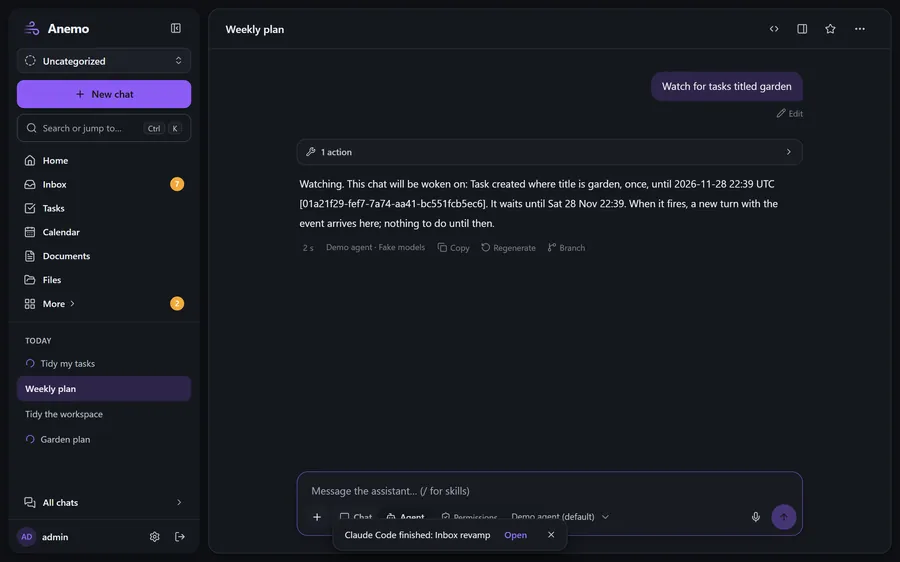 Anemo
Uncategorized
+ New chat
Search or jump to... Ctrl K
Home
Inbox 7
Tasks
Calendar
Documents
Files
More 2
TODAY
Tidy my tasks
Weekly plan
Tidy the workspace
Garden plan
All chats
AD admin
Weekly plan
Watch for tasks titled garden
Edit
1 action
Watching. This chat will be woken on: Task created where title is garden, once, until 2026-11-28 22:39 UTC
[01a21f29-fef7-7a74-aa41-bc551fcb5ec6]. It waits until Sat 28 Nov 22:39. When it fires, a new turn with the
event arrives here; nothing to do until then.
2 s Demo agent · Fake models Copy Regenerate Branch
Message the assistant... (/ for skills)
Chat Agent Permissions Demo agent (default)
Claude Code finished: Inbox revamp Open